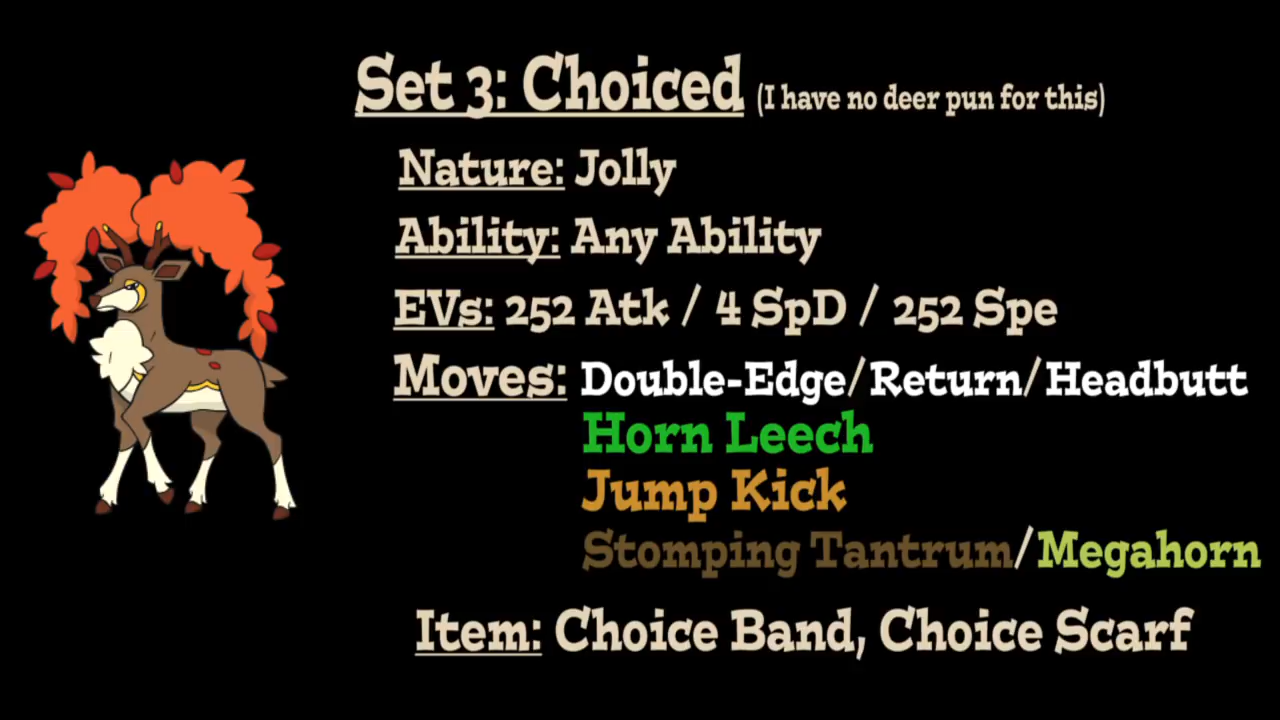 Set 3: Choiced (I have no deer pun for this)
Nature: Jolly
Ability: Any Ability
EVs: 252 Atk / 4 SpD / 252 Spe
Moves: Double-Edge/Return/Headbutt
Horn Leech
Jump Kick
Stomping Tantrum/Megahorn
Item: Choice Band, Choice Scarf